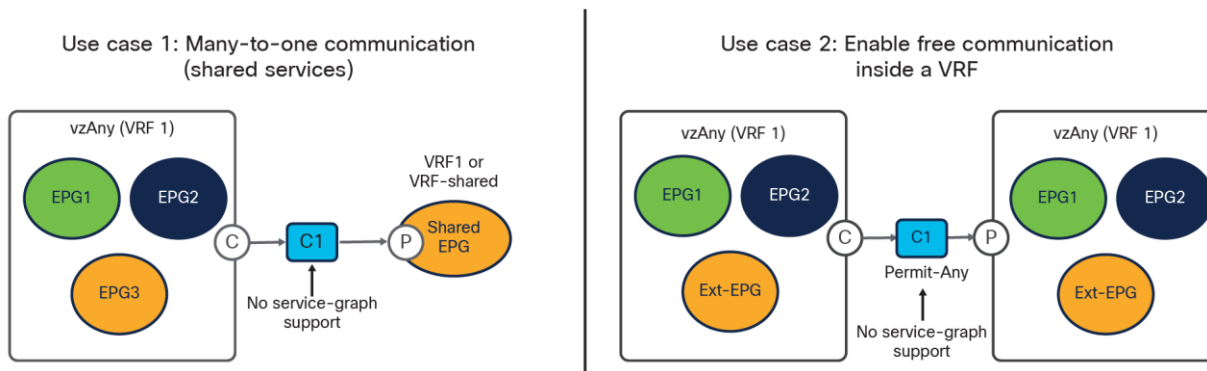 Use case 1: Many-to-one communication
(shared services)
vzAny (VRF 1)
EPG1
EPG2
EPG3
C
C1
No service-graph
support
VRF1 or
VRF-shared
P
Shared
EPG
Use case 2: Enable free communication
inside a VRF
vzAny (VRF 1)
EPG1
EPG2
Ext-EPG
C
C1
Permit-Any
No service-graph
support
P
vzAny (VRF 1)
EPG1
EPG2
Ext-EPG